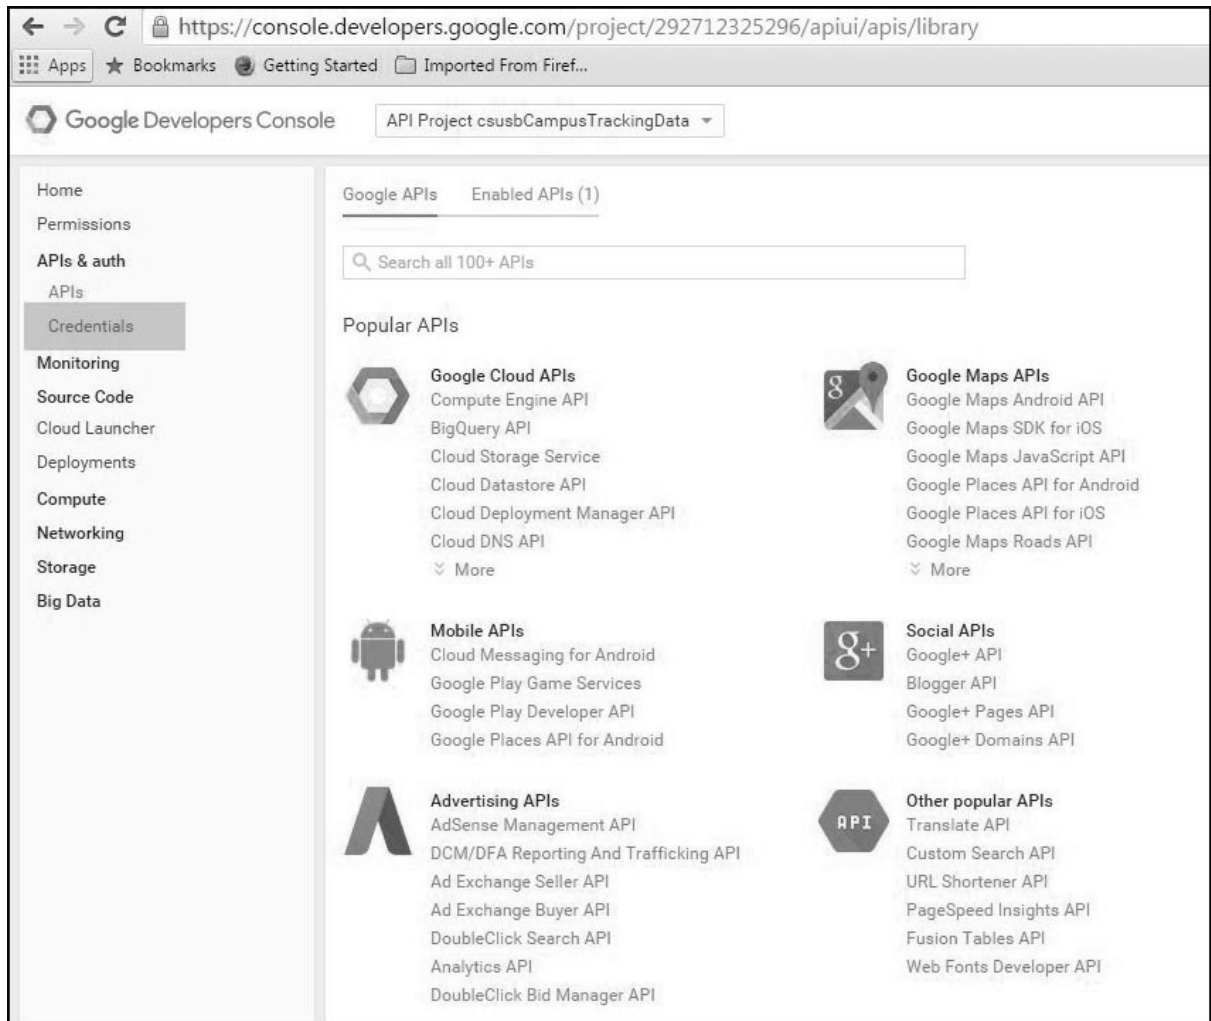 https://console.developers.google.com/project/292712325296/apiui/apis/library
Apps Bookmarks Getting Started Imported From Firef...
Google Developers Console API Project csusbCampusTrackingData
Home
Permissions
APIs & auth
APIs
Credentials
Monitoring
Source Code
Cloud Launcher
Deployments
Compute
Networking
Storage
Big Data
Google APIs Enabled APIs (1)
Search all 100+ APIs
Popular APIs
Google Cloud APIs
Compute Engine API
BigQuery API
Cloud Storage Service
Cloud Datastore API
Cloud Deployment Manager API
Cloud DNS API
More
8
Google Maps APIs
Google Maps Android API
Google Maps SDK for iOS
Google Maps JavaScript API
Google Places API for Android
Google Places API for iOS
Google Maps Roads API
More
Mobile APIs
Cloud Messaging for Android
Google Play Game Services
Google Play Developer API
Google Places API for Android
g+
Social APIs
Google+ API
Blogger API
Google+ Pages API
Google+ Domains API
Advertising APIs
AdSense Management API
DCM/DFA Reporting And Trafficking API
Ad Exchange Seller API
Ad Exchange Buyer API
DoubleClick Search API
Analytics API
DoubleClick Bid Manager API
API
Other popular APIs
Translate API
Custom Search API
URL Shortener API
PageSpeed Insights API
Fusion Tables API
Web Fonts Developer API